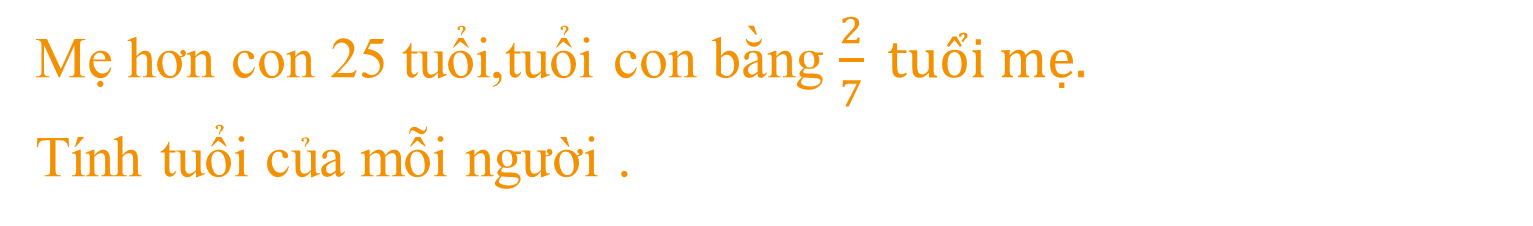 Mẹ hơn con 25 tuổi,tuổi con bằng 2/7 tuổi mẹ.
Tính tuổi của mỗi người .